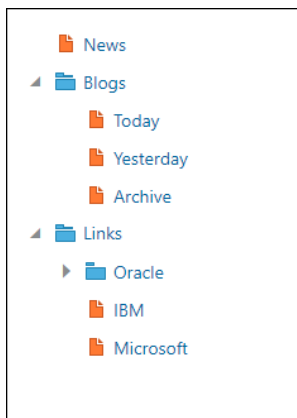 News
Blogs
Today
Yesterday
Archive
Links
Oracle
IBM
Microsoft